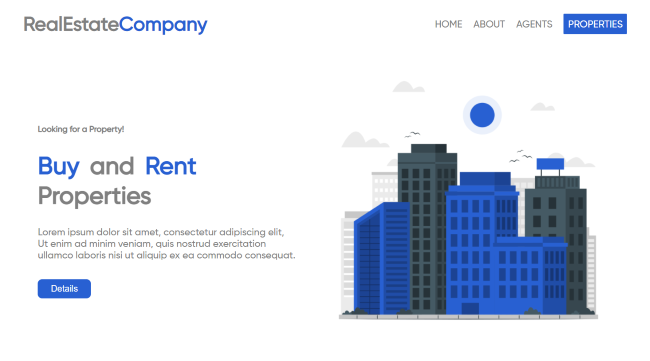 RealEstateCompany
HOME ABOUT AGENTS PROPERTIES
Looking for a Property!
Buy and Rent
Properties
Lorem ipsum dolor sit amet, consectetur adipiscing elit,
Ut enim ad minim veniam, quis nostrud exercitation
ullamco laboris nisi ut aliquip ex ea commodo consequat.
Details